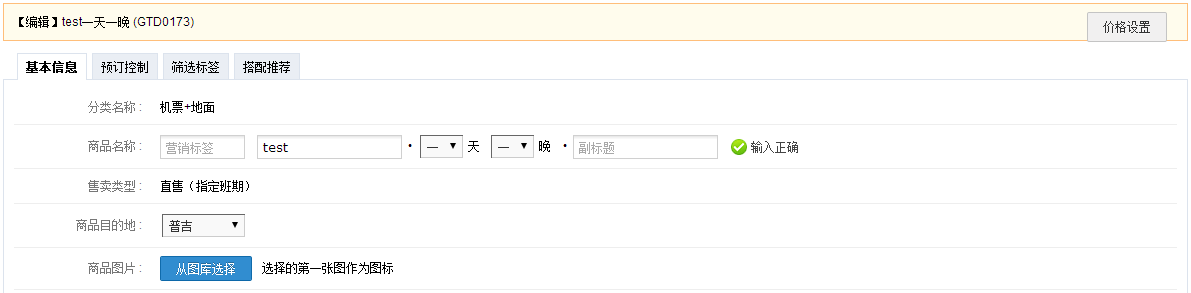 【编辑】test一天一晚 (GTD0173)
价格设置
基本信息 预订控制 筛选标签 搭配推荐
分类名称: 机票+地面
商品名称: 营销标签 test • 一 天 一 晚 • 副标题 输入正确
售卖类型: 直售（指定班期）
商品目的地: 普吉
商品图片: 从图库选择 选择的第一张图作为图标